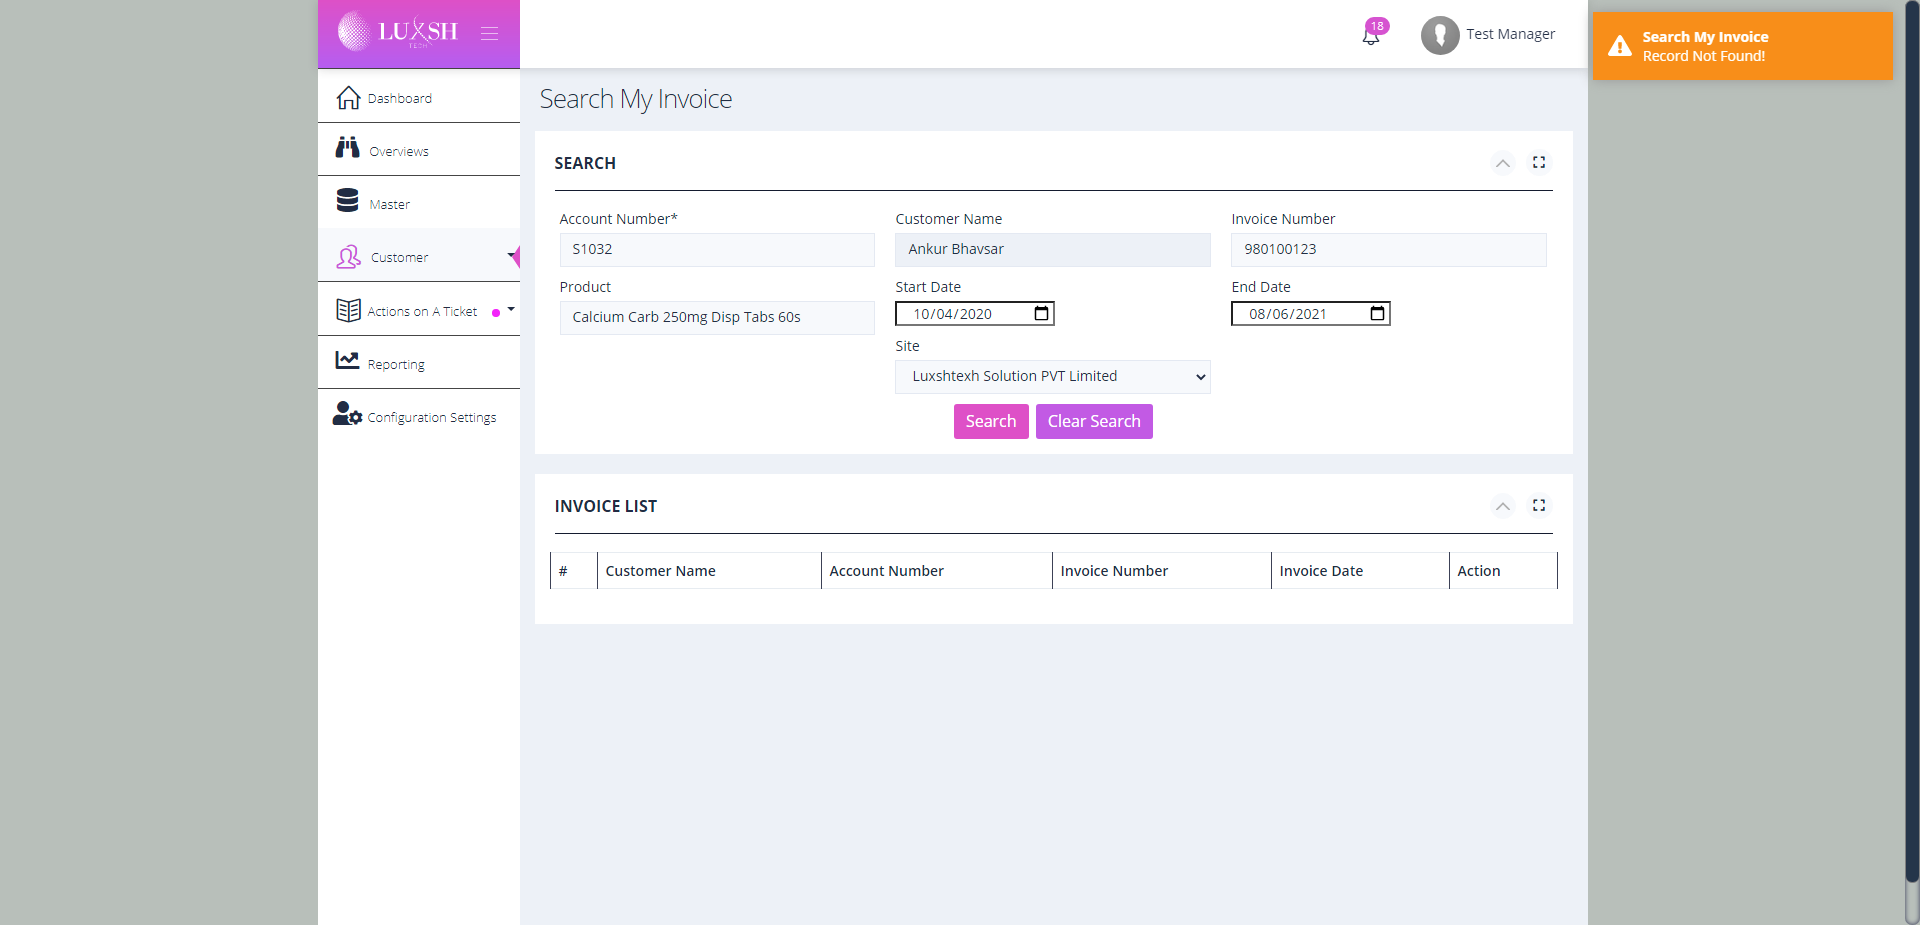 LUXSH
TECH
18
Test Manager
Search My Invoice
Record Not Found!
Dashboard
Overviews
Master
Customer
Actions on A Ticket
Reporting
Configuration Settings
Search My Invoice
SEARCH
Account Number*
Customer Name
Invoice Number
S1032
Ankur Bhavsar
980100123
Product
Start Date
End Date
Calcium Carb 250mg Disp Tabs 60s
10/04/2020
08/06/2021
Site
Luxshtexh Solution PVT Limited
Search
Clear Search
INVOICE LIST
# Customer Name Account Number Invoice Number Invoice Date Action